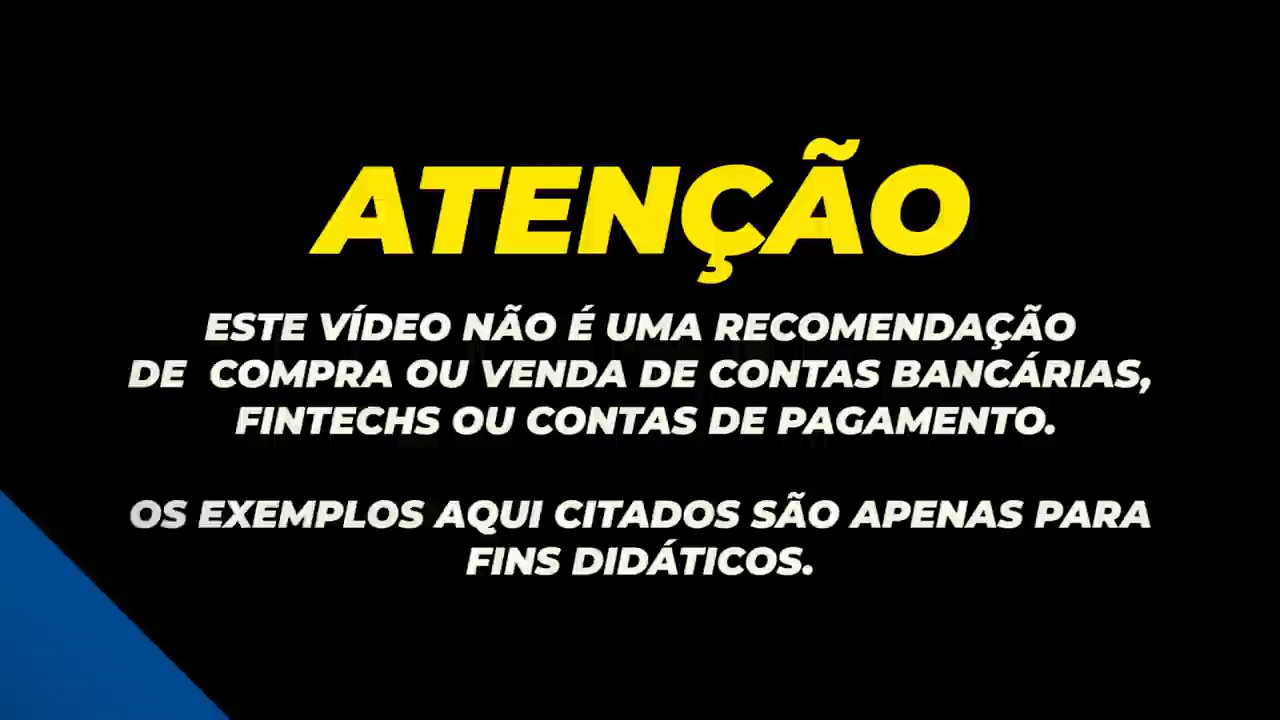 ATENÇÃO
ESTE VÍDEO NÃO É UMA RECOMENDAÇÃO
DE COMPRA OU VENDA DE CONTAS BANCÁRIAS,
FINTECHS OU CONTAS DE PAGAMENTO.
OS EXEMPLOS AQUI CITADOS SÃO APENAS PARA
FINS DIDÁTICOS.